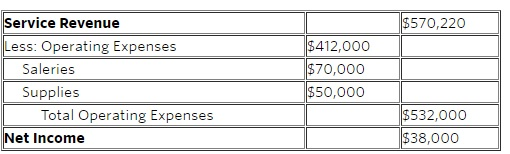 Service Revenue $570,220
Less: Operating Expenses $412,000
Saleries $70,000
Supplies $50,000
Total Operating Expenses $532,000
Net Income $38,000